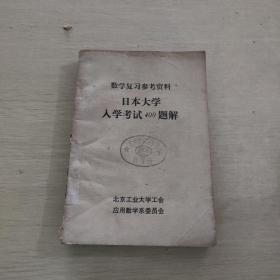 数学复习参考资料
日本大学
入学考试400题解
北京工业大学工会
应用数学系委员会